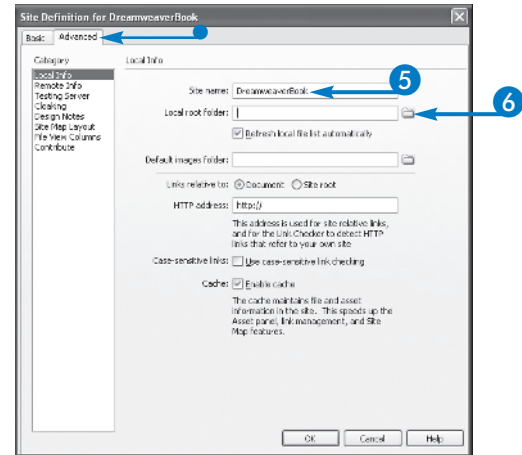 Site Definition for DreamweaverBook
Basic Advanced
Category Local Info
Local Info
Remote Info
Testing Server
Cloaking
Design Notes
Site Map Layout
File View Columns
Contribute
Site name: DreamweaverBook 5
Local root folder: 6
Refresh local file list automatically
Default images folder:
Links relative to: Document Site root
HTTP address: http://
This address is used for site relative links,
and for the Link Checker to detect HTTP
links that refer to your own site
Case-sensitive links: Use case-sensitive link checking
Cache: Enable cache
The cache maintains file and asset
information in the site. This speeds up the
Asset panel, link management, and Site
Map features.
OK Cancel Help